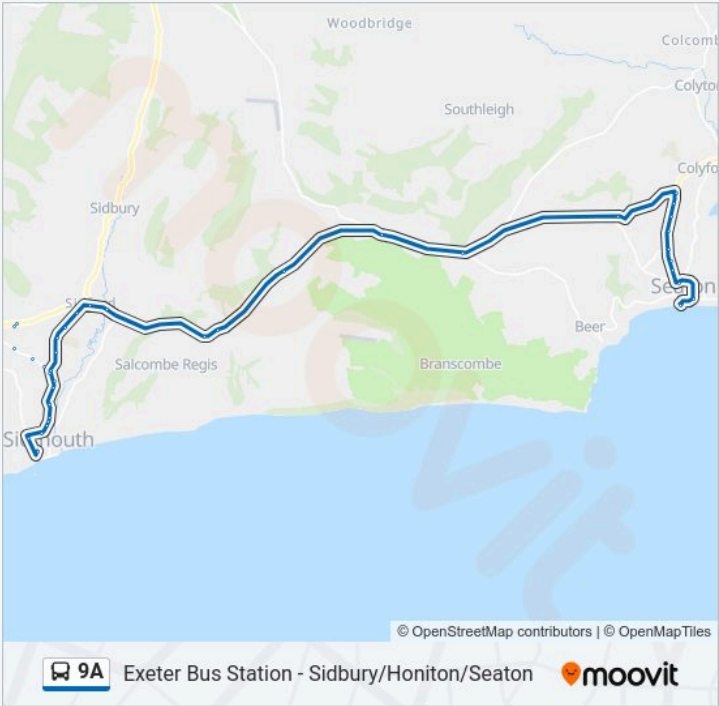 Woodbridge
Colcomb
Colyto
Southleigh
Colyfo
Sidbury
Seaton
Beer
Salcombe Regis
Branscombe
Sidmouth
moovit
© OpenStreetMap contributors | © OpenMapTiles
9A Exeter Bus Station - Sidbury/Honiton/Seaton moovit